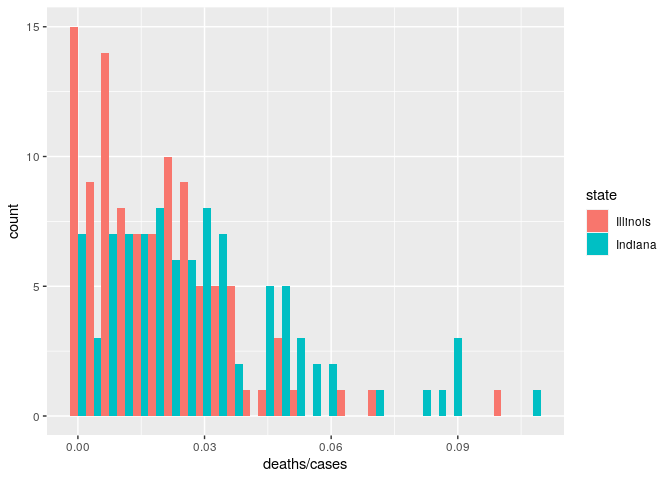 15
10
5
0
count
0.00 0.03 0.06 0.09
deaths/cases
state
Illinois
Indiana